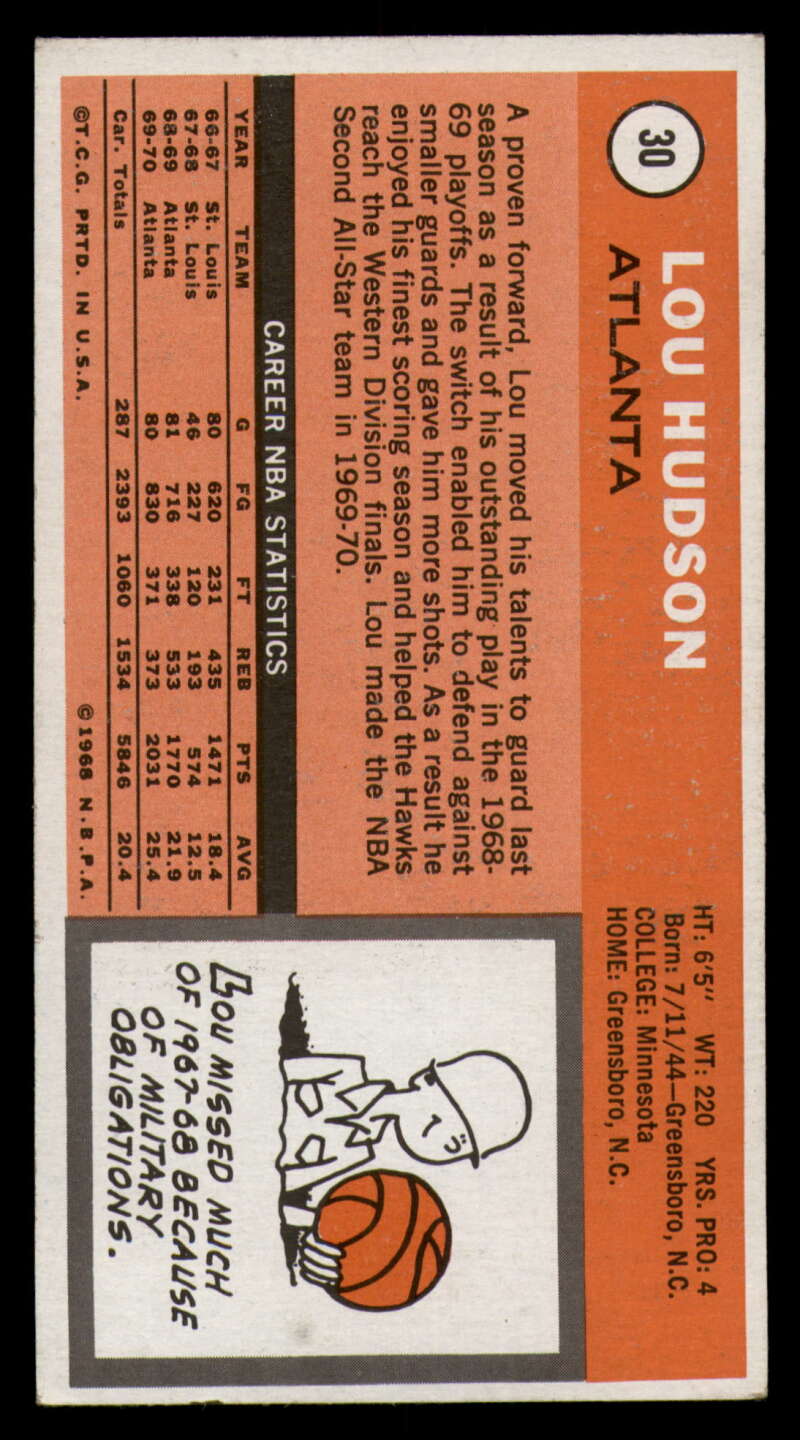 30
LOU HUDSON
ATLANTA
HT: 6'5" WT: 220 YRS. PRO: 4
Born: 7/11/44—Greensboro, N.C.
COLLEGE: Minnesota
HOME: Greensboro, N.C.
A proven forward, Lou moved his talents to guard last
season as a result of his outstanding play in the 1968-
69 playoffs. The switch enabled him to defend against
smaller guards and gave him more shots. As a result he
enjoyed his finest scoring season and helped the Hawks
reach the Western Division finals. Lou made the NBA
Second All-Star team in 1969-70.
CAREER NBA STATISTICS
YEAR TEAM G FG FT REB PTS AVG
66-67 St. Louis 80 620 231 435 1471 18.4
67-68 St. Louis 46 227 120 193 574 12.5
68-69 Atlanta 81 716 338 533 1770 21.9
69-70 Atlanta 80 830 371 373 2031 25.4
Car. Totals 287 2393 1060 1534 5846 20.4
©T.C.G. PRTD. IN U.S.A. ©1968 N.B.P.A.
LOU MISSED MUCH
OF 1967-68 BECAUSE
OF MILITARY
OBLIGATIONS.